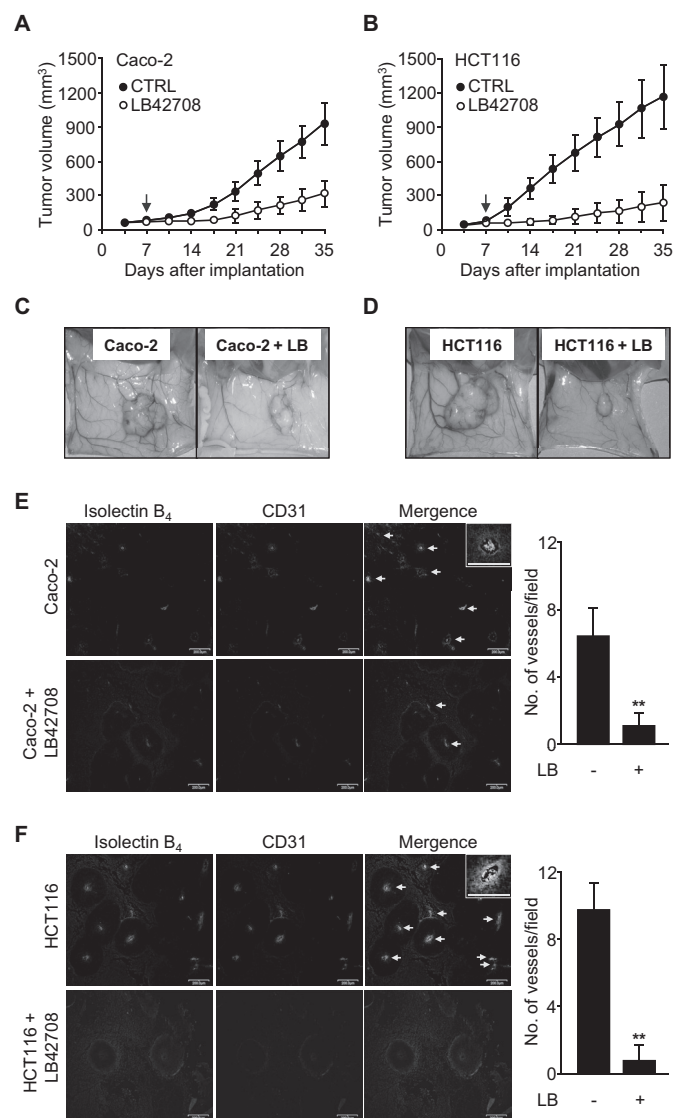 A
Caco-2
CTRL
LB42708
Tumor volume (mm³)
1500
1200
900
600
300
0
0 7 14 21 28 35
Days after implantation
B
HCT116
CTRL
LB42708
Tumor volume (mm³)
1500
1200
900
600
300
0
0 7 14 21 28 35
Days after implantation
C
Caco-2
Caco-2 + LB
D
HCT116
HCT116 + LB
E
Isolectin B₄ CD31 Mergence
Caco-2
Caco-2 +
LB42708
No. of vessels/field
12
8
4
0
**
LB - +
F
Isolectin B₄ CD31 Mergence
HCT116
HCT116 +
LB42708
No. of vessels/field
12
8
4
0
**
LB - +